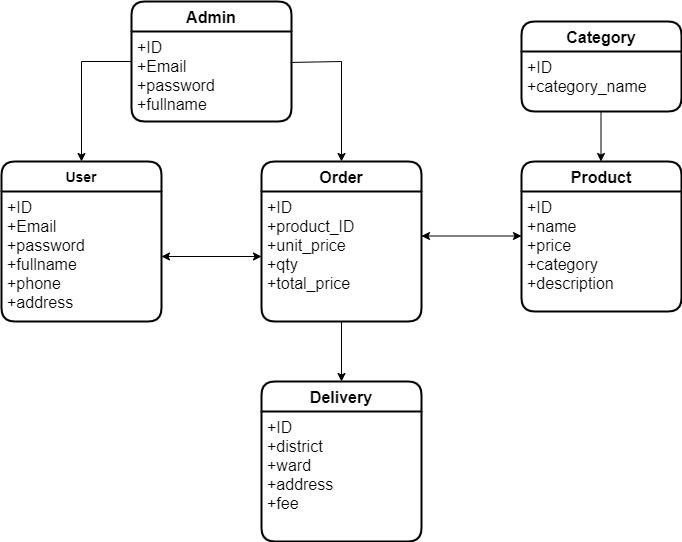 Admin
+ID
+Email
+password
+fullname
Category
+ID
+category_name
User
+ID
+Email
+password
+fullname
+phone
+address
Order
+ID
+product_ID
+unit_price
+qty
+total_price
Product
+ID
+name
+price
+category
+description
Delivery
+ID
+district
+ward
+address
+fee